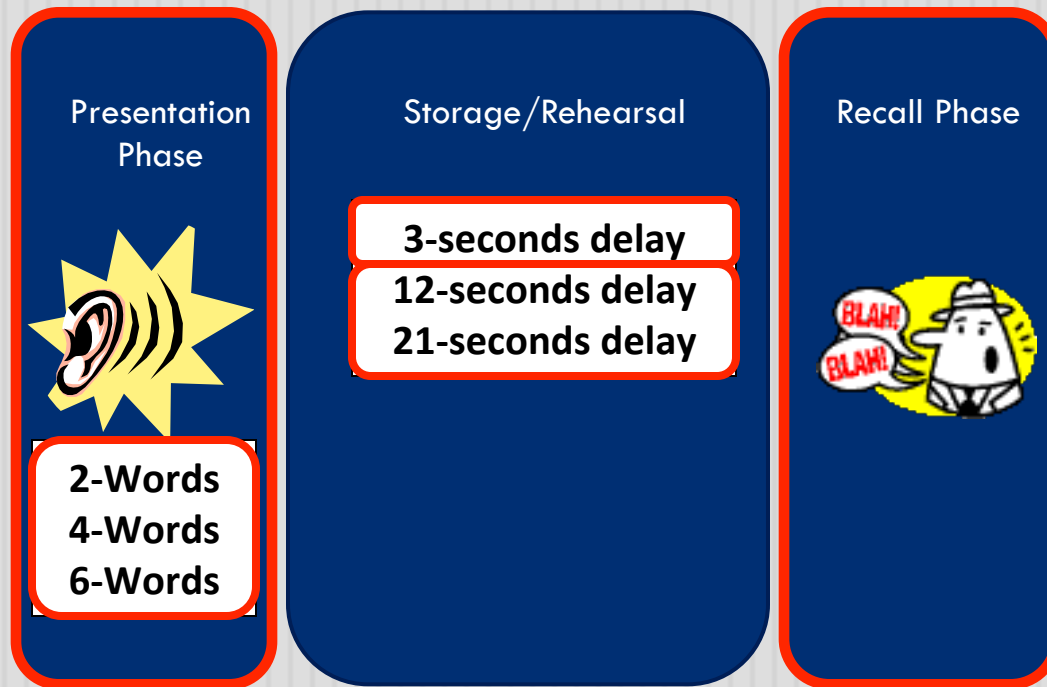 Presentation
Phase
2-Words
4-Words
6-Words
Storage/Rehearsal
3-seconds delay
12-seconds delay
21-seconds delay
Recall Phase
BLAH!
BLAH!